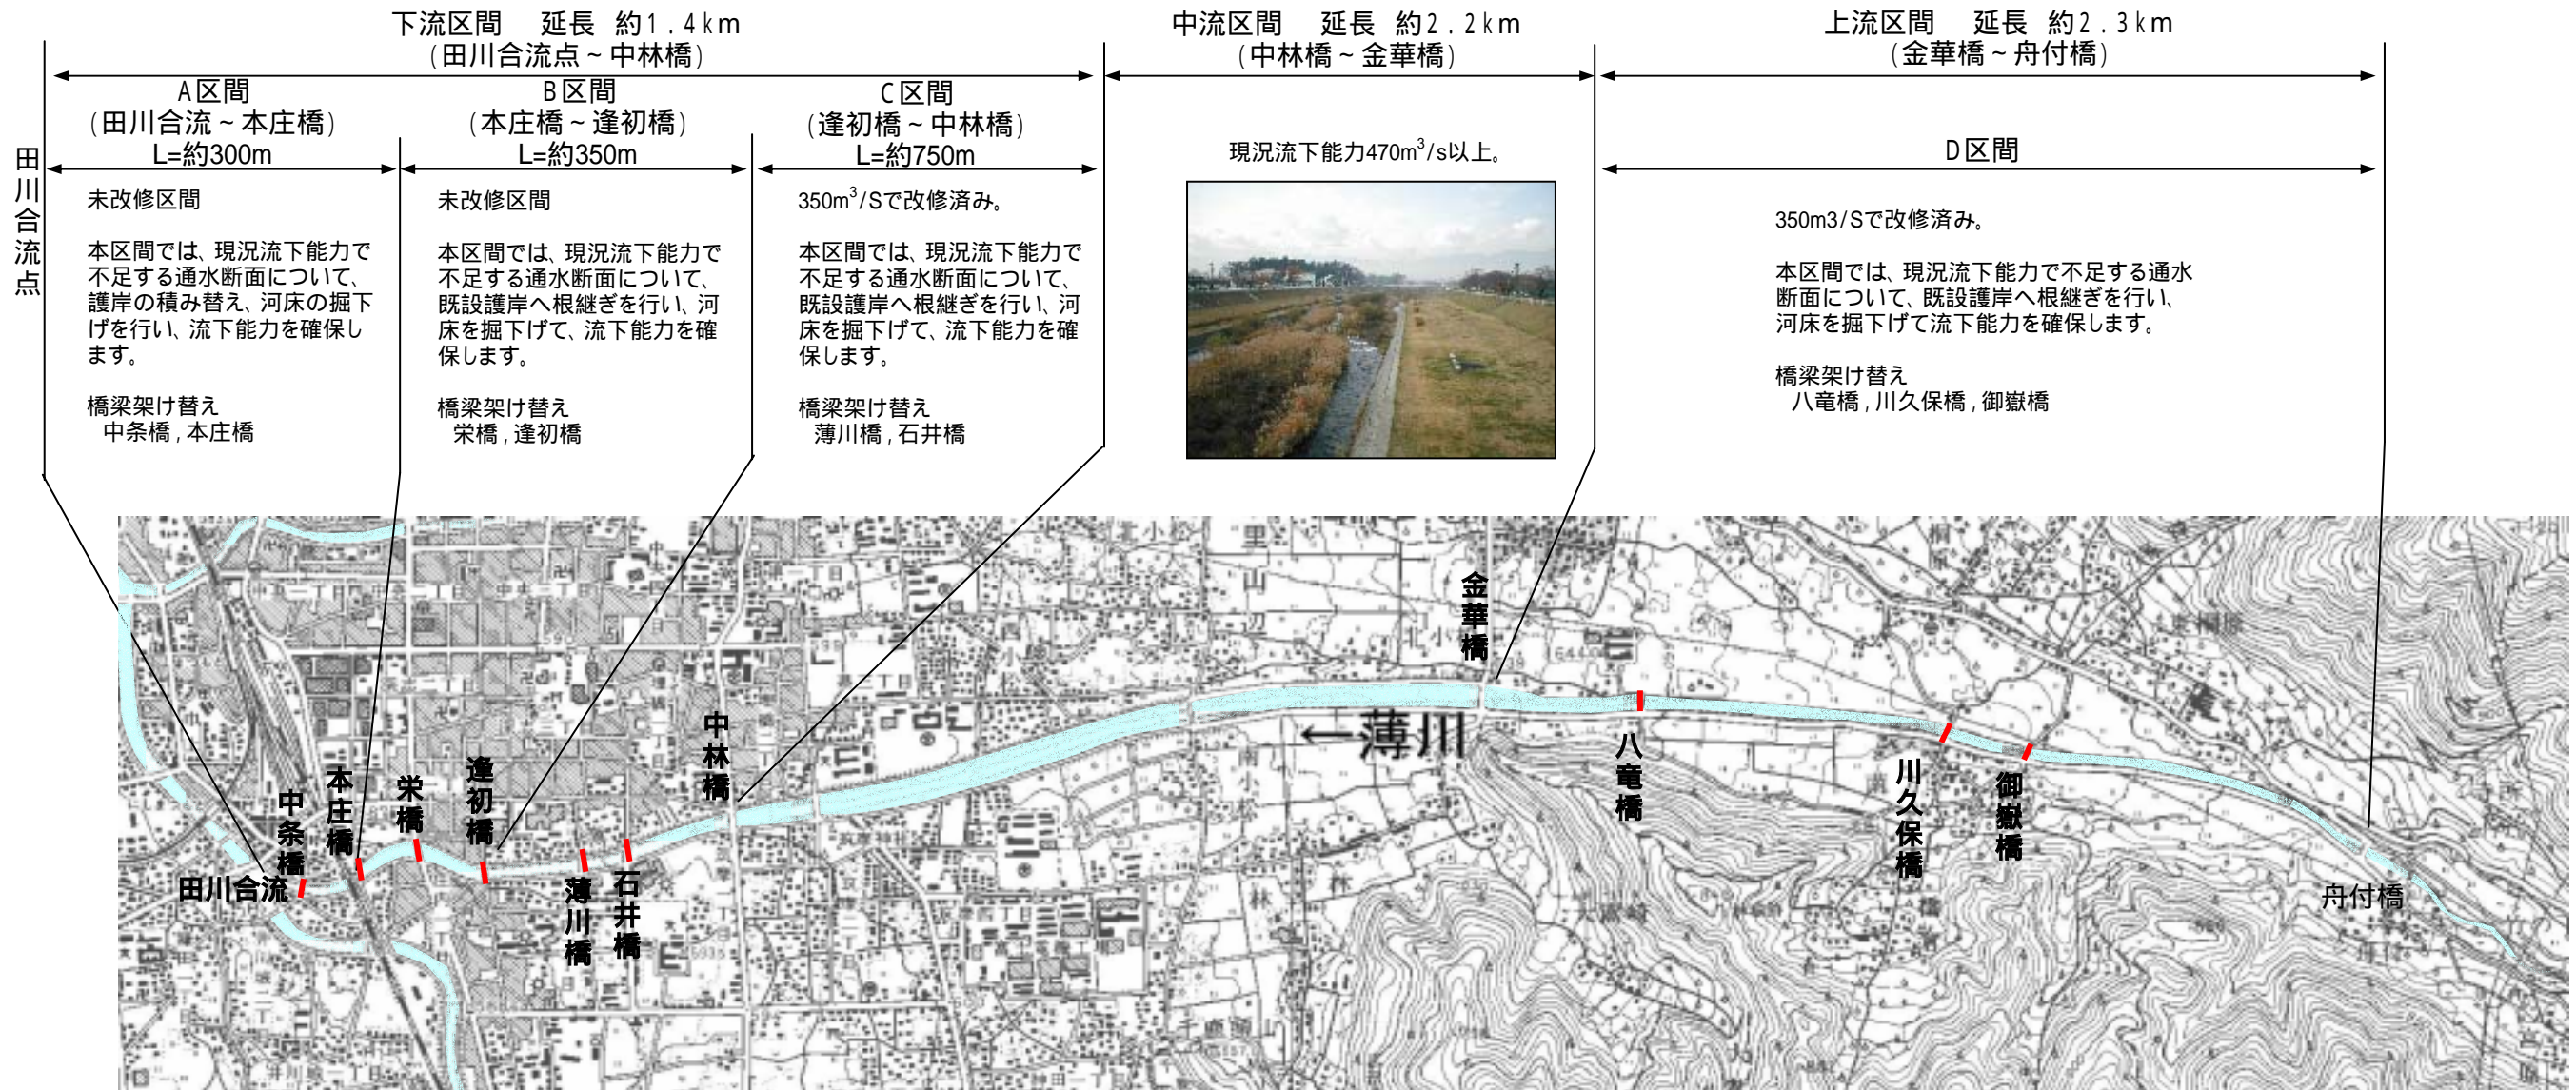 下流区間 延長 約1.4km
(田川合流点~中林橋)
中流区間 延長 約2.2km
(中林橋~金華橋)
上流区間 延長 約2.3km
(金華橋~舟付橋)
田川合流点
A区間
(田川合流~本庄橋)
L=約300m
未改修区間
本区間では、現況流下能力で
不足する通水断面について、
護岸の積み替え、河床の掘下
げを行い、流下能力を確保し
ます。
橋梁架け替え
中条橋,本庄橋
B区間
(本庄橋~逢初橋)
L=約350m
未改修区間
本区間では、現況流下能力で
不足する通水断面について、
既設護岸へ根継ぎを行い、河
床を掘下げて、流下能力を確
保します。
橋梁架け替え
栄橋,逢初橋
C区間
(逢初橋~中林橋)
L=約750m
350m³/Sで改修済み。
本区間では、現況流下能力で
不足する通水断面について、
既設護岸へ根継ぎを行い、河
床を掘下げて、流下能力を確
保します。
橋梁架け替え
薄川橋,石井橋
現況流下能力470m³/s以上。
D区間
350m3/Sで改修済み。
本区間では、現況流下能力で不足する通水
断面について、既設護岸へ根継ぎを行い、
河床を掘下げて流下能力を確保します。
橋梁架け替え
八竜橋,川久保橋,御嶽橋
田川合流
中条橋
本庄橋
栄橋
逢初橋
薄川橋
石井橋
中林橋
金華橋
←薄川
八竜橋
川久保橋
御嶽橋
舟付橋